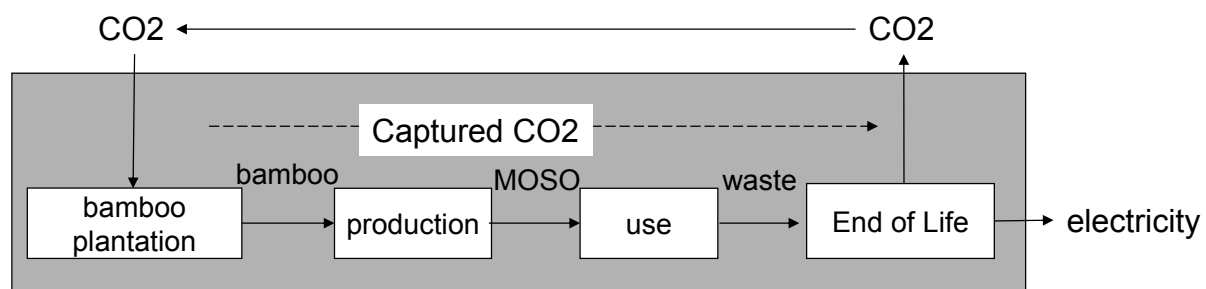 CO2
CO2
Captured CO2
bamboo
MOSO
waste
bamboo
plantation
production
use
End of Life
electricity